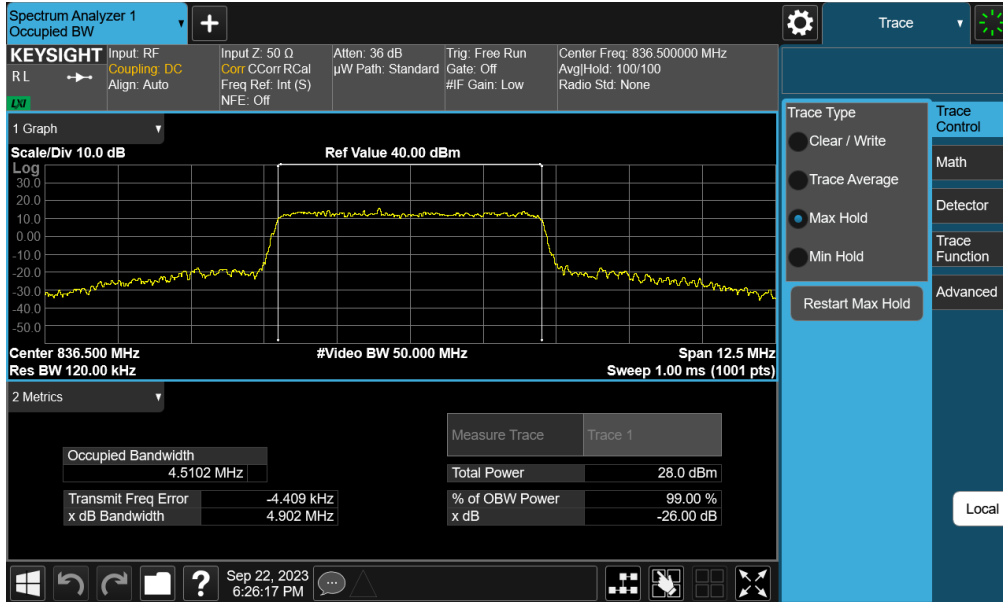 Spectrum Analyzer 1
Occupied BW
+
Trace
KEYSIGHT
Input: RF
Input Z: 50 Ω
Atten: 36 dB
Trig: Free Run
Center Freq: 836.500000 MHz
R L
Coupling: DC
Corr CCorr RCal
µW Path: Standard
Gate: Off
Avg|Hold: 100/100
Align: Auto
Freq Ref: Int (S)
#IF Gain: Low
Radio Std: None
LXI
NFE: Off
1 Graph
Scale/Div 10.0 dB
Ref Value 40.00 dBm
Log
30.0
20.0
10.0
0.00
-10.0
-20.0
-30.0
-40.0
-50.0
Center 836.500 MHz
#Video BW 50.000 MHz
Span 12.5 MHz
Res BW 120.00 kHz
Sweep 1.00 ms (1001 pts)
2 Metrics
Measure Trace
Trace 1
Occupied Bandwidth
4.5102 MHz
Total Power
28.0 dBm
Transmit Freq Error
-4.409 kHz
% of OBW Power
99.00 %
x dB Bandwidth
4.902 MHz
x dB
-26.00 dB
Trace Type
Clear / Write
Trace Average
Max Hold
Min Hold
Restart Max Hold
Trace
Control
Math
Detector
Trace
Function
Advanced
Local
?
Sep 22, 2023
6:26:17 PM